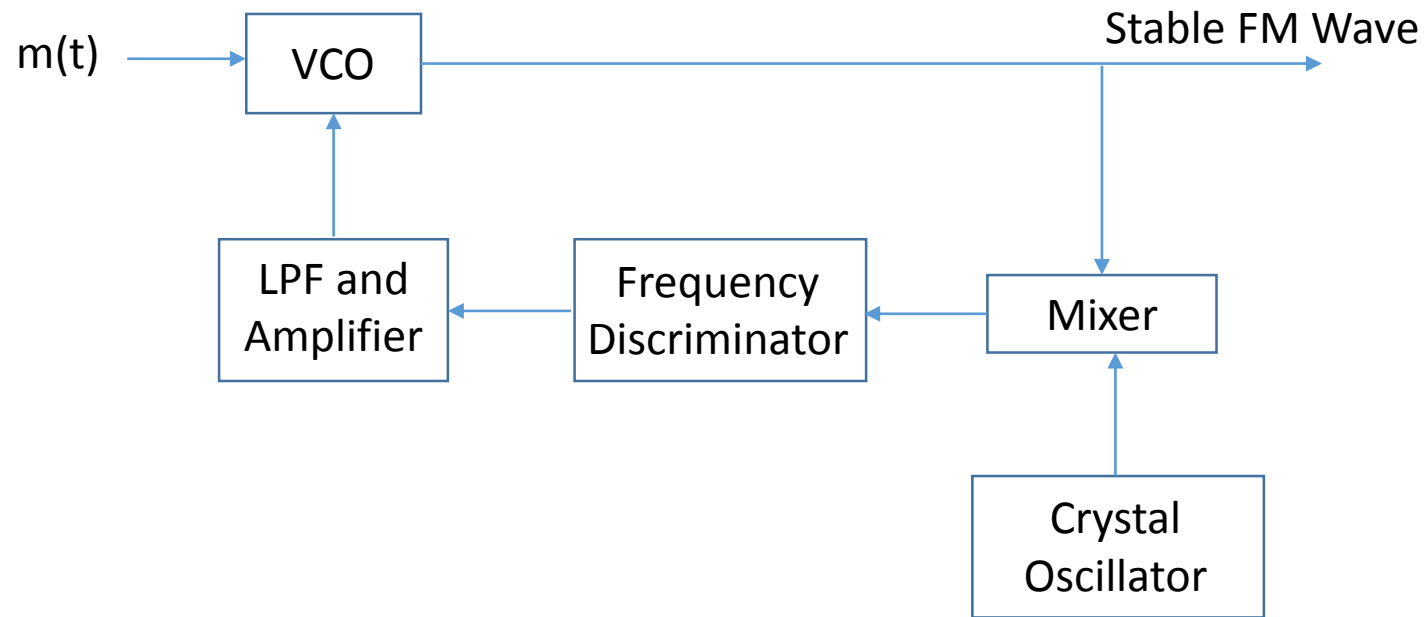 Stable FM Wave
m(t)
VCO
LPF and
Amplifier
Frequency
Discriminator
Mixer
Crystal
Oscillator